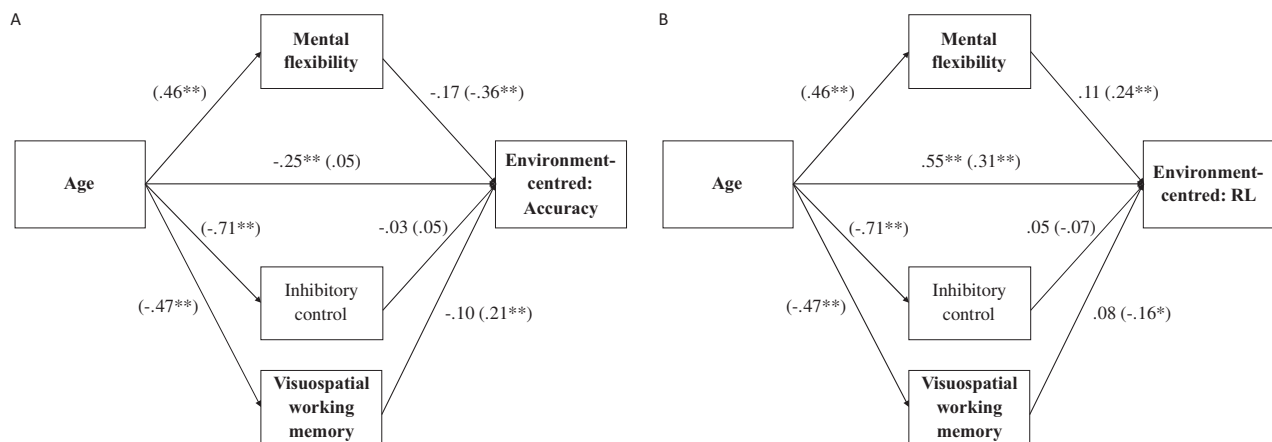 A
Mental
flexibility
(.46**)
-.17 (-.36**)
Age
-.25** (.05)
Environment-
centred:
Accuracy
(-.71**)
-.03 (.05)
Inhibitory
control
(-.47**)
-.10 (.21**)
Visuospatial
working
memory
B
Mental
flexibility
(.46**)
.11 (.24**)
Age
.55** (.31**)
Environment-
centred: RL
(-.71**)
.05 (-.07)
Inhibitory
control
(-.47**)
.08 (-.16*)
Visuospatial
working
memory